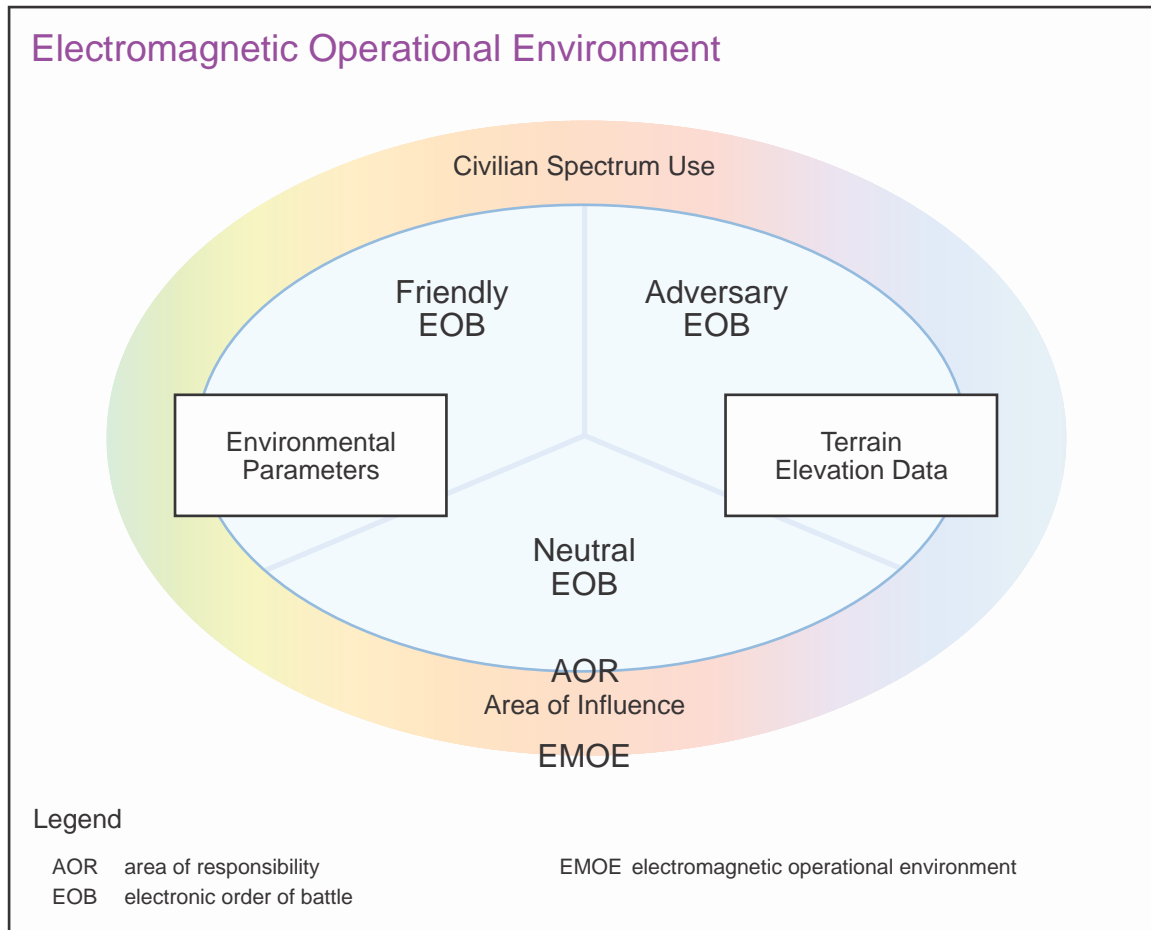 Electromagnetic Operational Environment
Civilian Spectrum Use
Friendly
EOB
Adversary
EOB
Environmental
Parameters
Terrain
Elevation Data
Neutral
EOB
AOR
Area of Influence
EMOE
Legend
AOR area of responsibility
EOB electronic order of battle
EMOE electromagnetic operational environment